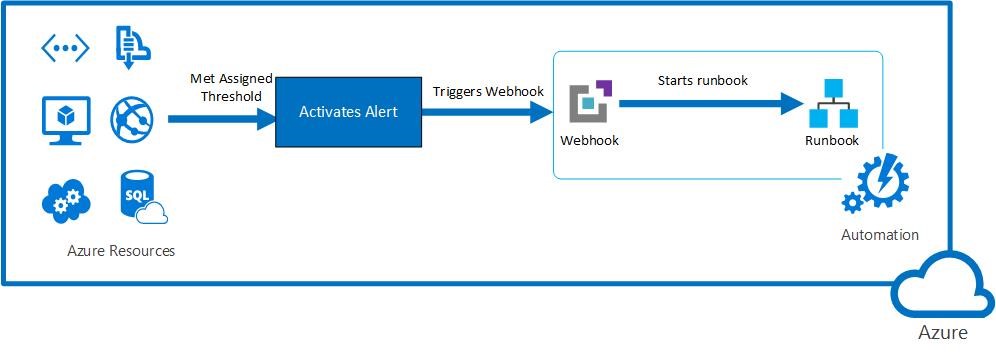 Met Assigned
Threshold
Activates Alert
Triggers Webhook
Starts runbook
Webhook
Runbook
SQL
Azure Resources
Automation
Azure